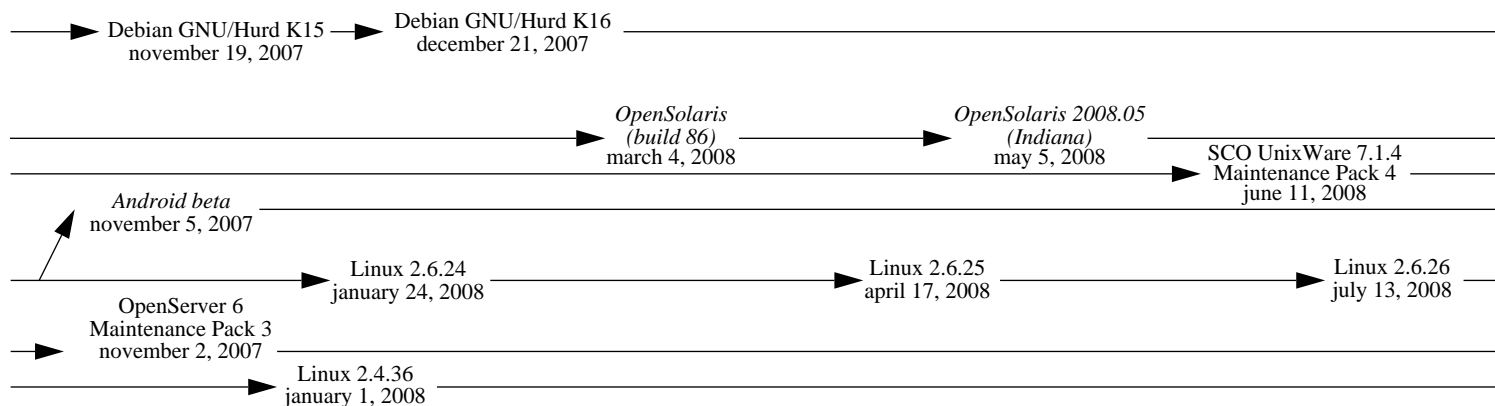 Debian GNU/Hurd K15
november 19, 2007
Debian GNU/Hurd K16
december 21, 2007
OpenSolaris
(build 86)
march 4, 2008
OpenSolaris 2008.05
(Indiana)
may 5, 2008
SCO UnixWare 7.1.4
Maintenance Pack 4
june 11, 2008
Android beta
november 5, 2007
Linux 2.6.24
january 24, 2008
Linux 2.6.25
april 17, 2008
Linux 2.6.26
july 13, 2008
OpenServer 6
Maintenance Pack 3
november 2, 2007
Linux 2.4.36
january 1, 2008